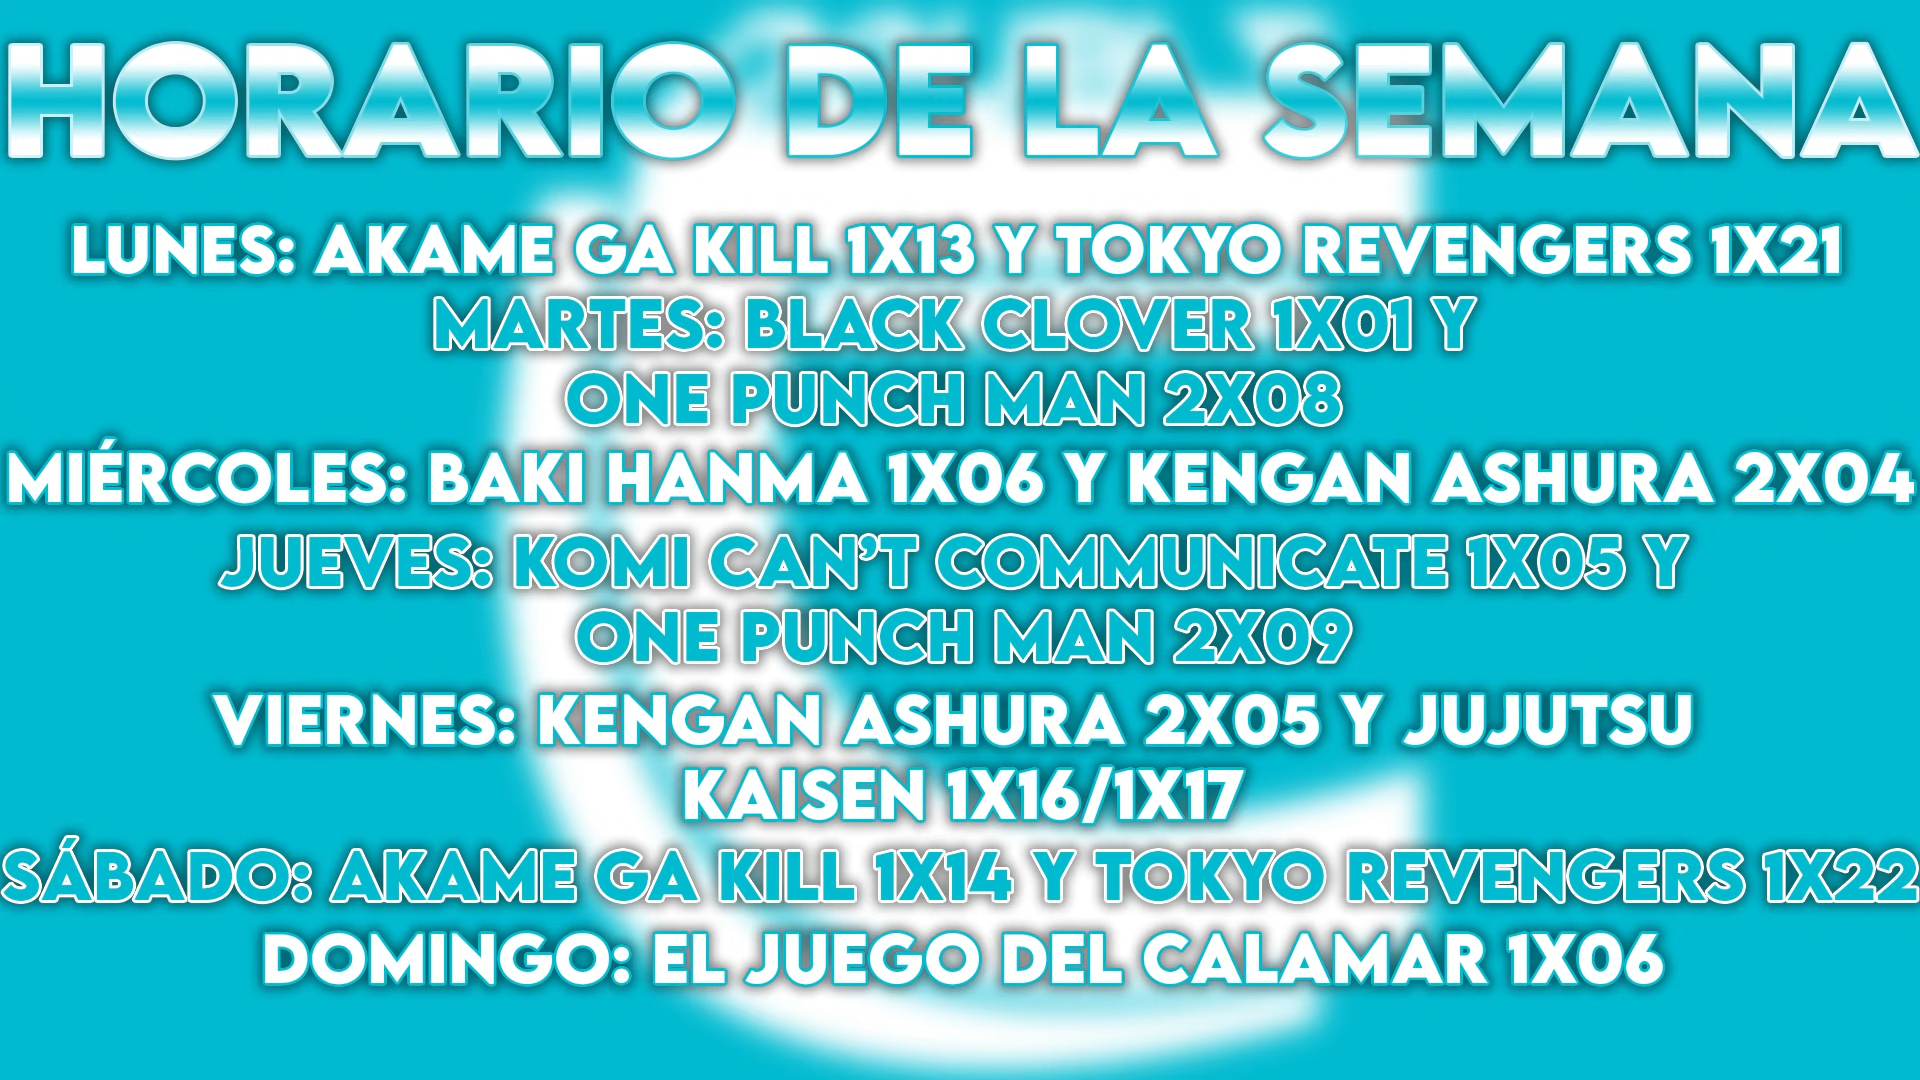 HORARIO DE LA SEMANA
LUNES: AKAME GA KILL 1X13 Y TOKYO REVENGERS 1X21
MARTES: BLACK CLOVER 1X01 Y
ONE PUNCH MAN 2X08
MIÉRCOLES: BAKI HANMA 1X06 Y KENGAN ASHURA 2X04
JUEVES: KOMI CAN'T COMMUNICATE 1X05 Y
ONE PUNCH MAN 2X09
VIERNES: KENGAN ASHURA 2X05 Y JUJUTSU
KAISEN 1X16/1X17
SÁBADO: AKAME GA KILL 1X14 Y TOKYO REVENGERS 1X22
DOMINGO: EL JUEGO DEL CALAMAR 1X06